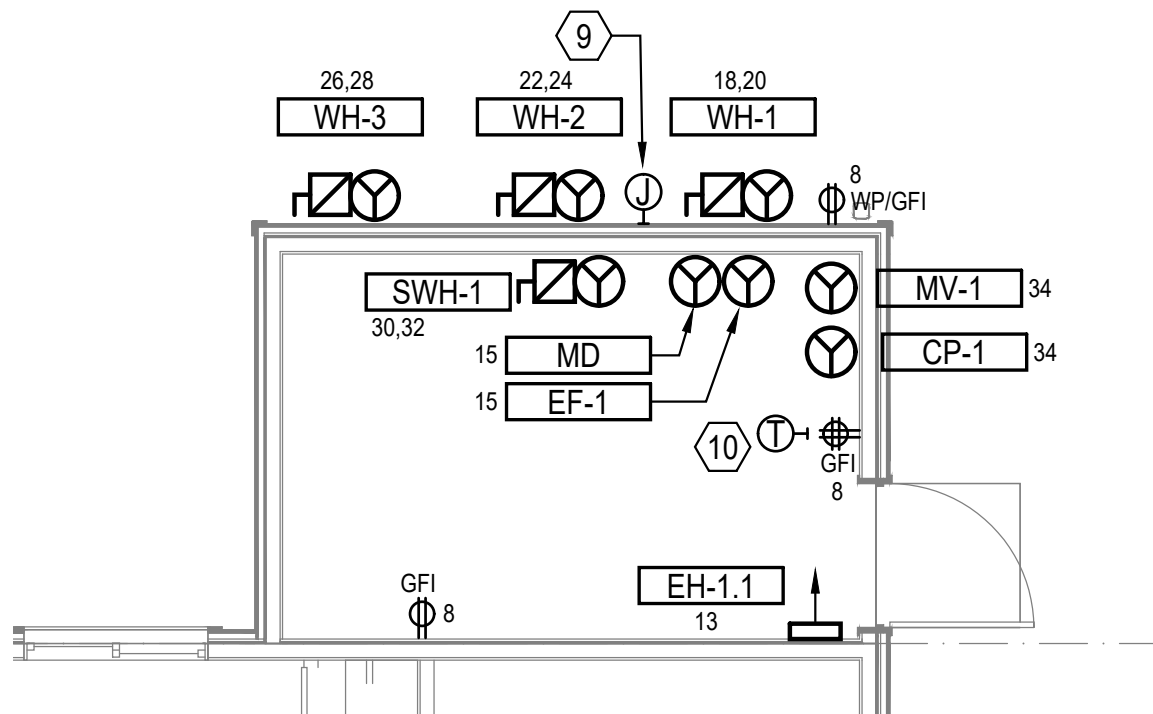 9
26,28
22,24
18,20
WH-3
WH-2
WH-1
8
J
WP/GFI
SWH-1
MV-1
34
30,32
15
MD
CP-1
34
15
EF-1
10
T
GFI
8
GFI
8
EH-1.1
13